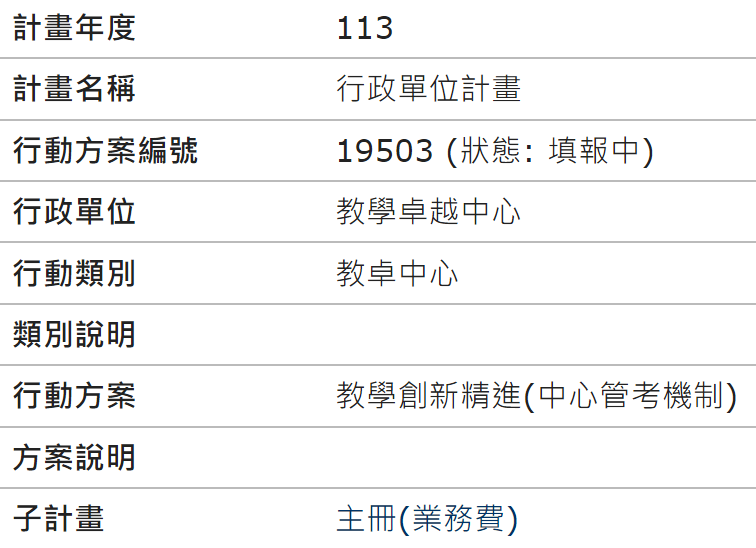 計畫年度 113
計畫名稱 行政單位計畫
行動方案編號 19503 (狀態: 填報中)
行政單位 教學卓越中心
行動類別 教卓中心
類別說明
行動方案 教學創新精進(中心管考機制)
方案說明
子計畫 主冊(業務費)